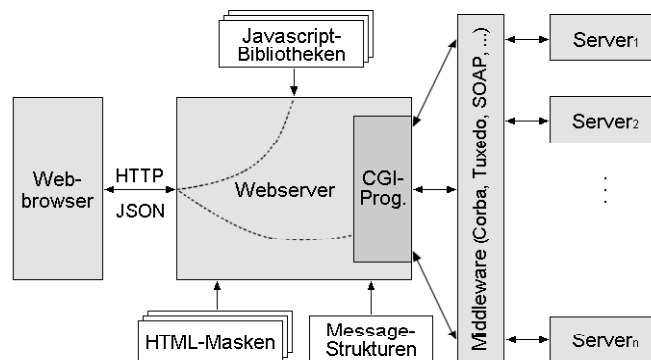 Javascript-
Bibliotheken
Web-
browser
HTTP
JSON
Webserver
CGI-
Prog.
HTML-Masken
Message-
Strukturen
Middleware (Corba, Tuxedo, SOAP, ...)
Server1
Server2
Servern